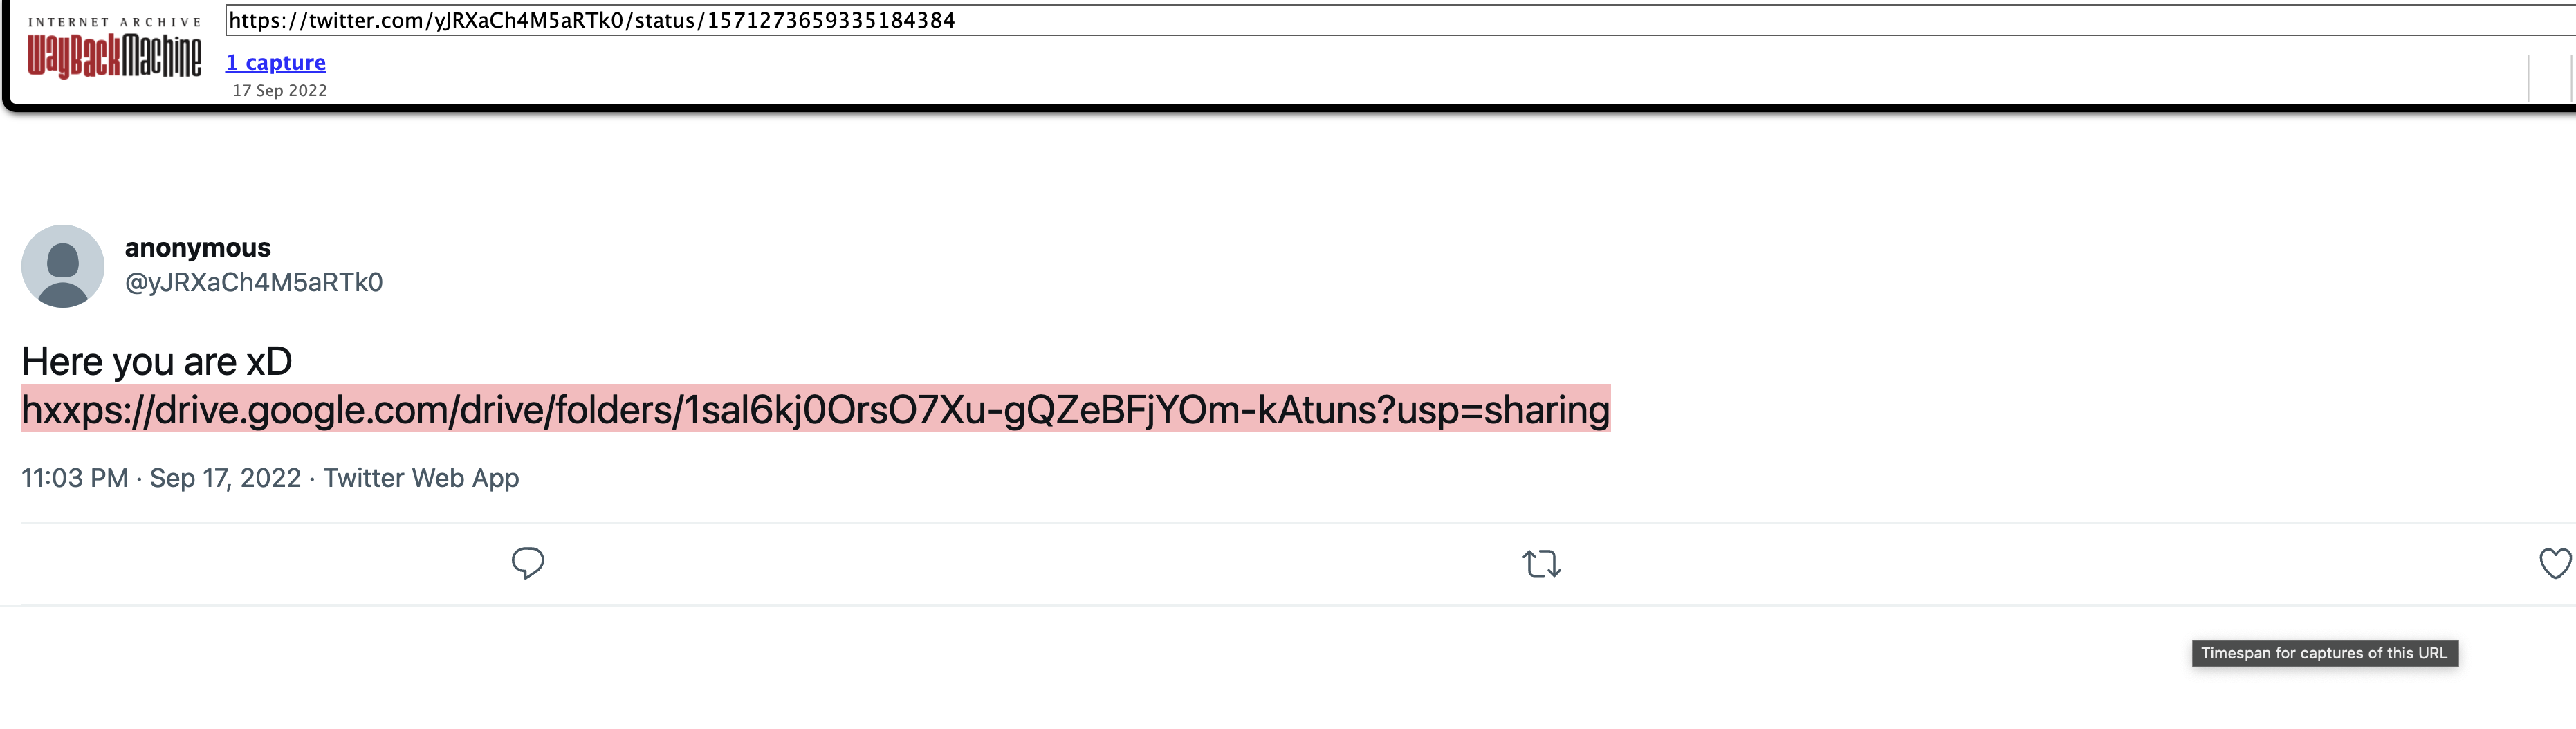 INTERNET ARCHIVE
WayBackMachine
https://twitter.com/yJRXaCh4M5aRTk0/status/1571273659335184384
1 capture
17 Sep 2022
anonymous
@yJRXaCh4M5aRTk0
Here you are xD
hxxps://drive.google.com/drive/folders/1sal6kj0OrsO7Xu-gQZeBFjYOm-kAtuns?usp=sharing
11:03 PM · Sep 17, 2022 · Twitter Web App
Timespan for captures of this URL